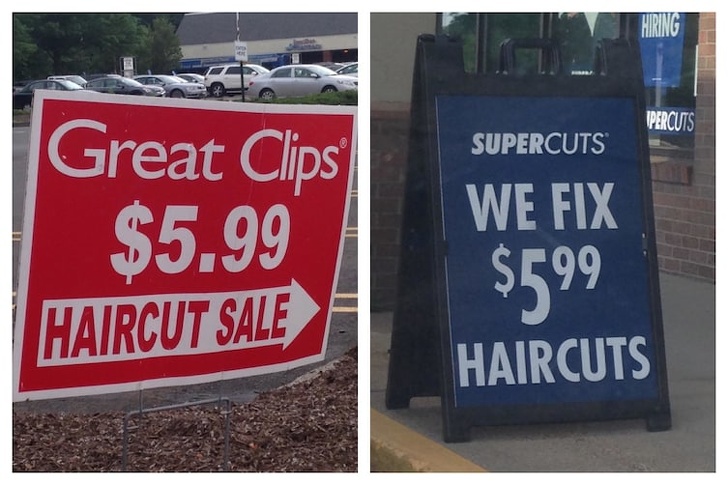 Great Clips®
$5.99
HAIRCUT SALE
HIRING
SUPERCUTS
SUPERCUTS®
WE FIX
$5.99
HAIRCUTS